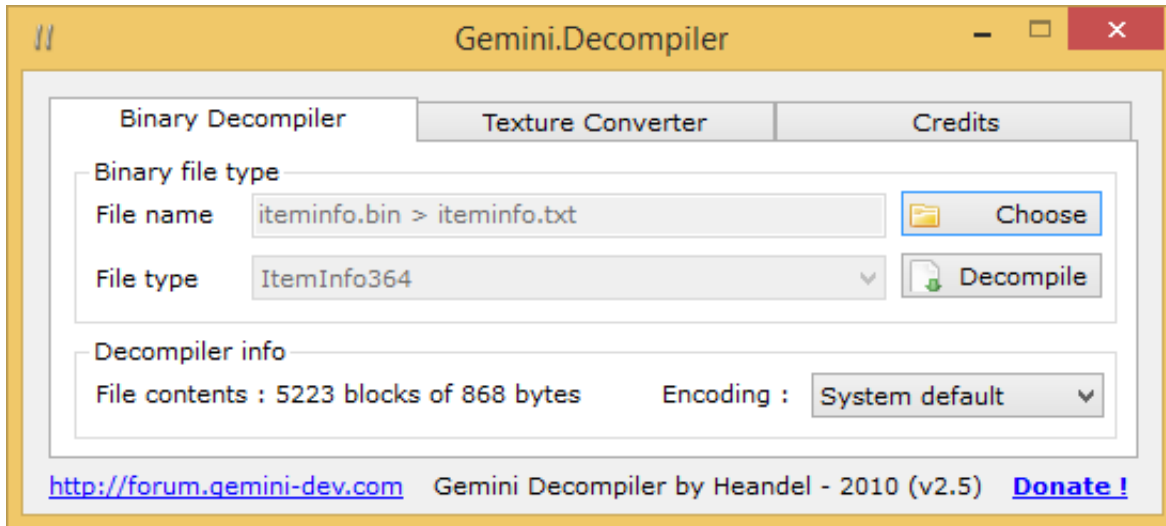 Gemini.Decompiler
Binary Decompiler
Texture Converter
Credits
Binary file type
File name
iteminfo.bin > iteminfo.txt
Choose
File type
ItemInfo364
Decompile
Decompiler info
File contents : 5223 blocks of 868 bytes
Encoding :
System default
http://forum.gemini-dev.com
Gemini Decompiler by Heandel - 2010 (v2.5)
Donate !